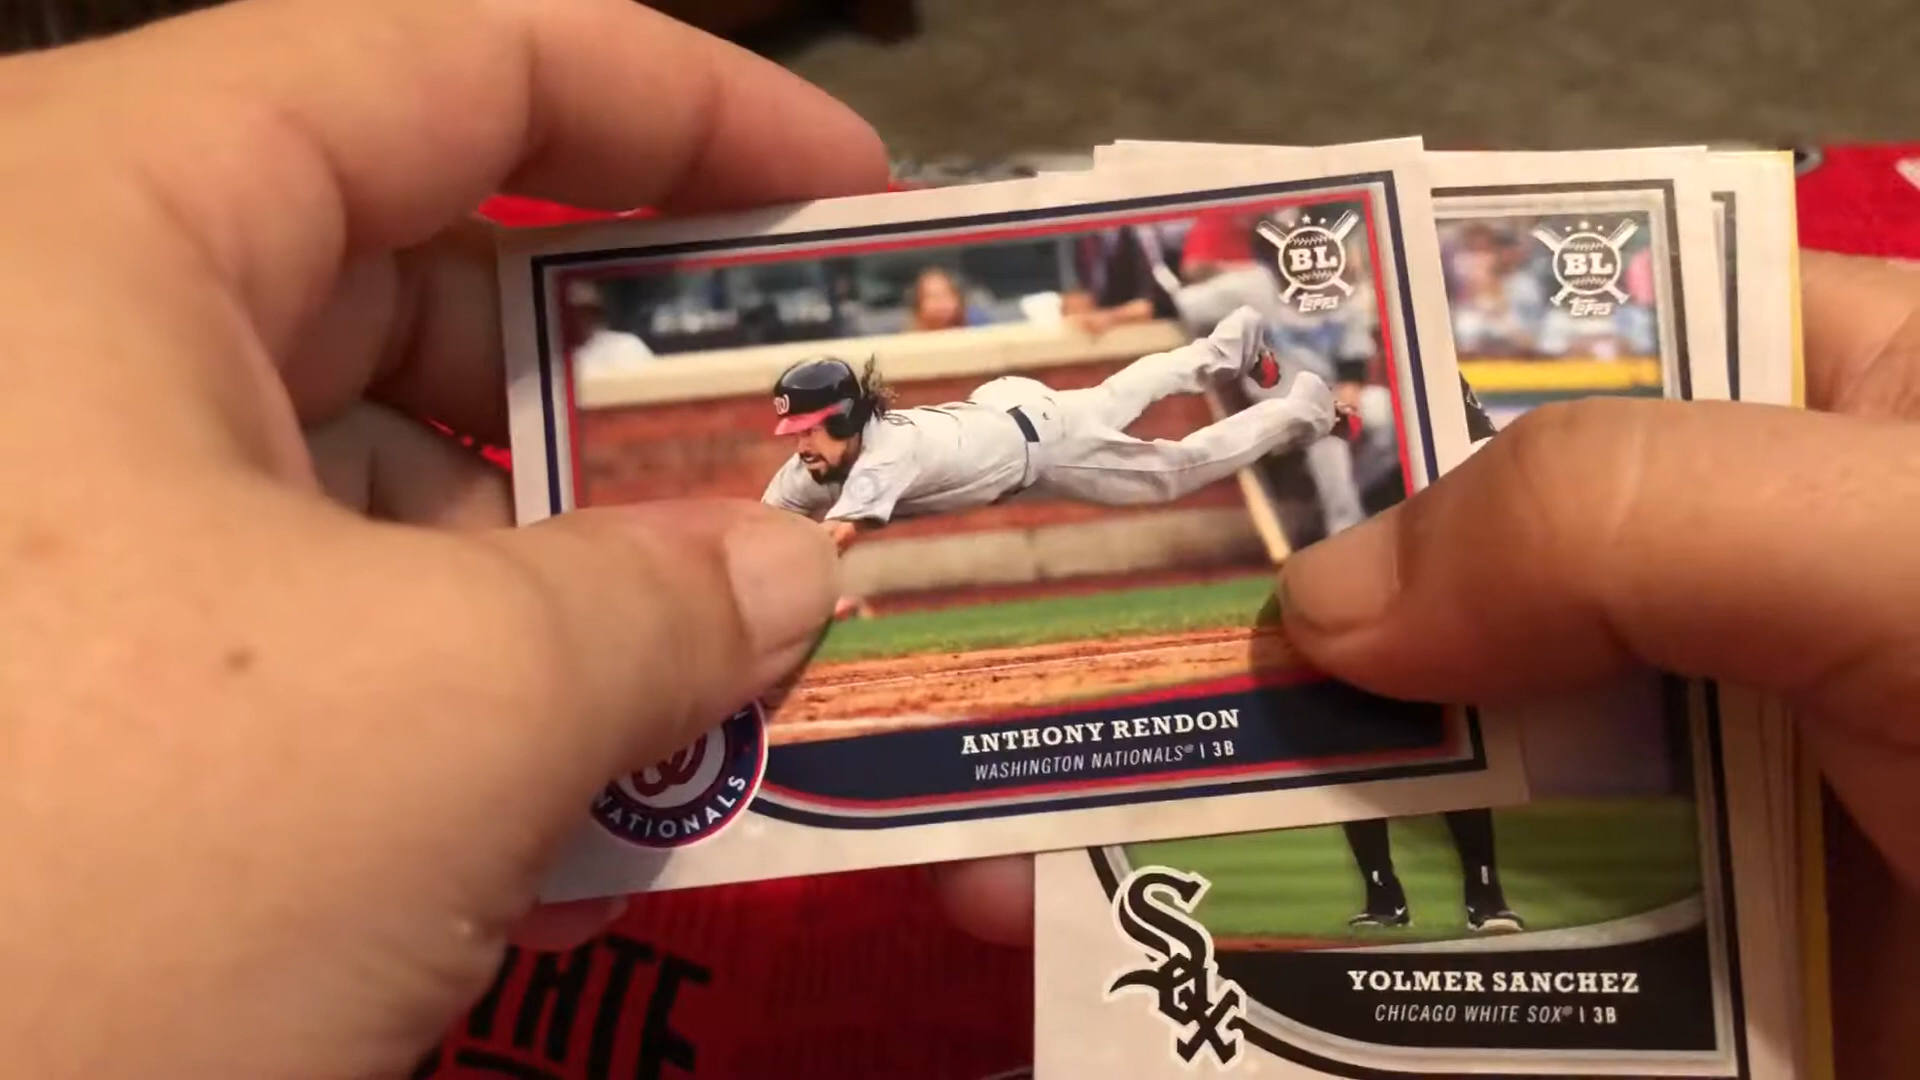 BL
TOPPS
BL
TOPPS
W
ANTHONY RENDON
WASHINGTON NATIONALS® | 3B
NATIONALS
Sox
YOLMER SANCHEZ
CHICAGO WHITE SOX® | 3B